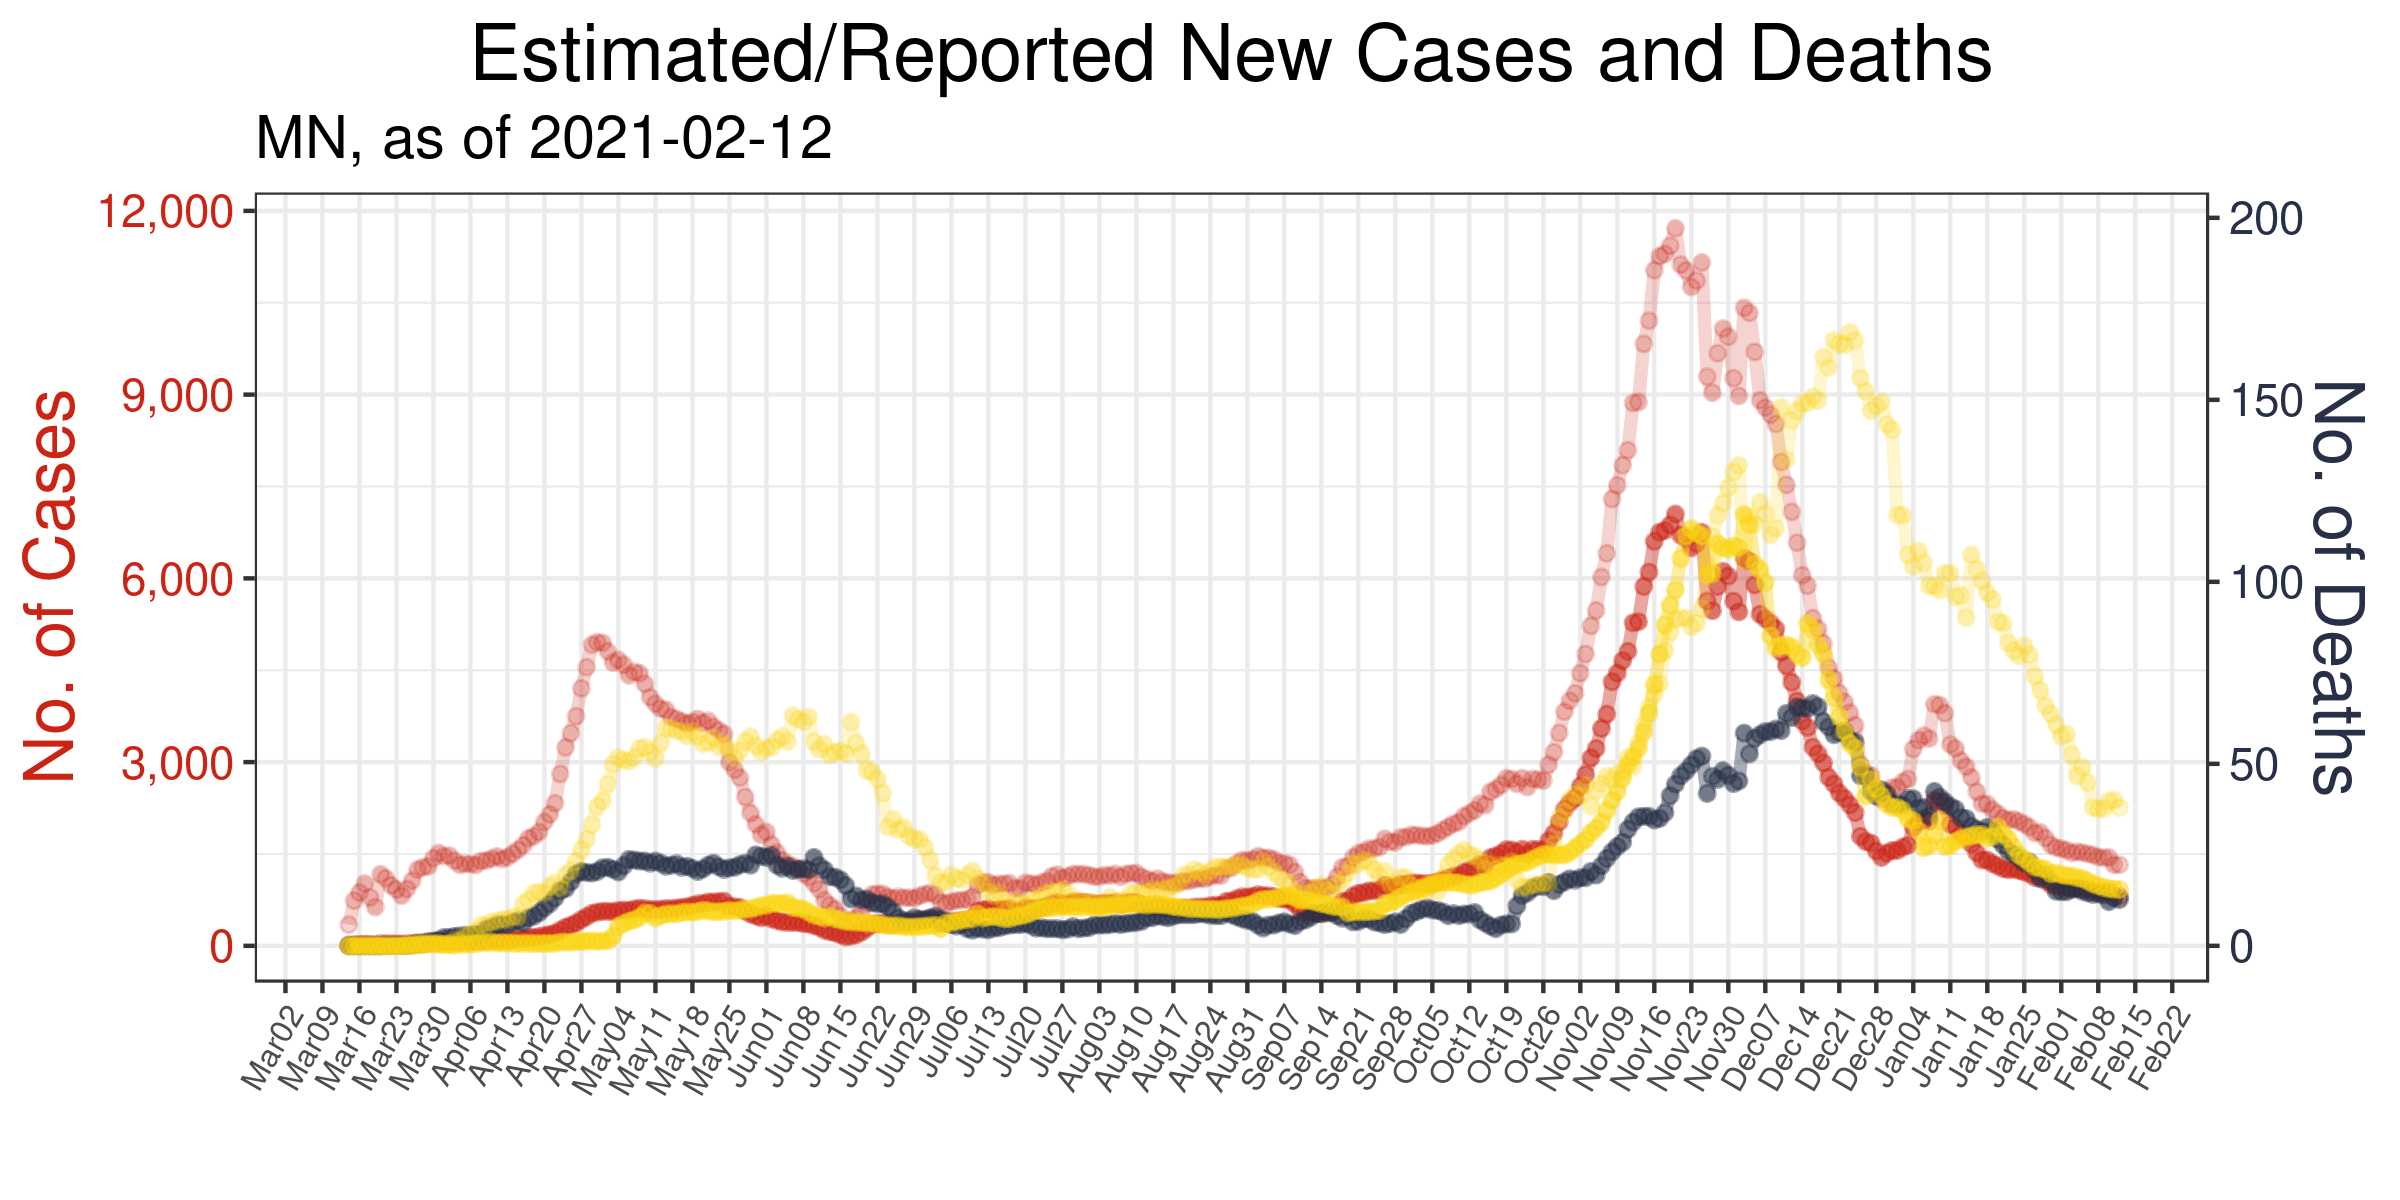 Estimated/Reported New Cases and Deaths
MN, as of 2021-02-12
No. of Cases
12,000
9,000
6,000
3,000
0
200
150
100
50
0
No. of Deaths
Mar02
Mar09
Mar16
Mar23
Mar30
Apr06
Apr13
Apr20
Apr27
May04
May11
May18
May25
Jun01
Jun08
Jun15
Jun22
Jun29
Jul06
Jul13
Jul20
Jul27
Aug03
Aug10
Aug17
Aug24
Aug31
Sep07
Sep14
Sep21
Sep28
Oct05
Oct12
Oct19
Oct26
Nov02
Nov09
Nov16
Nov23
Nov30
Dec07
Dec14
Dec21
Dec28
Jan04
Jan11
Jan18
Jan25
Feb01
Feb08
Feb15
Feb22